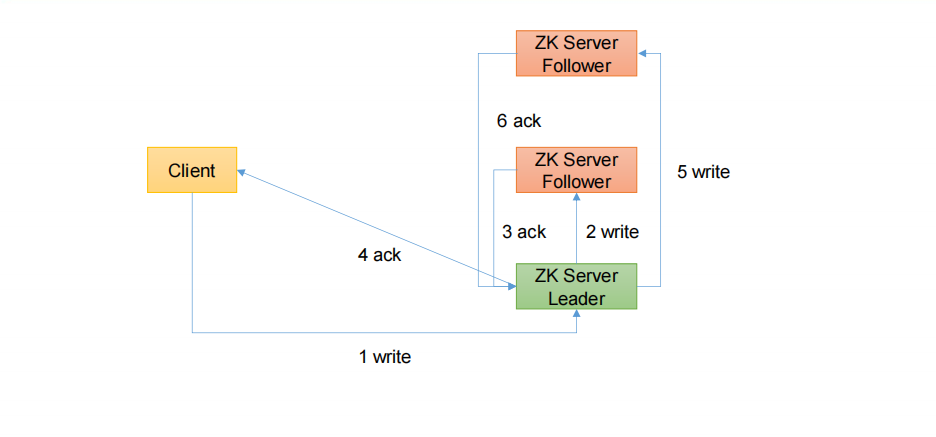 ZK Server
Follower
6 ack
Client
ZK Server
Follower
5 write
3 ack
2 write
4 ack
ZK Server
Leader
1 write